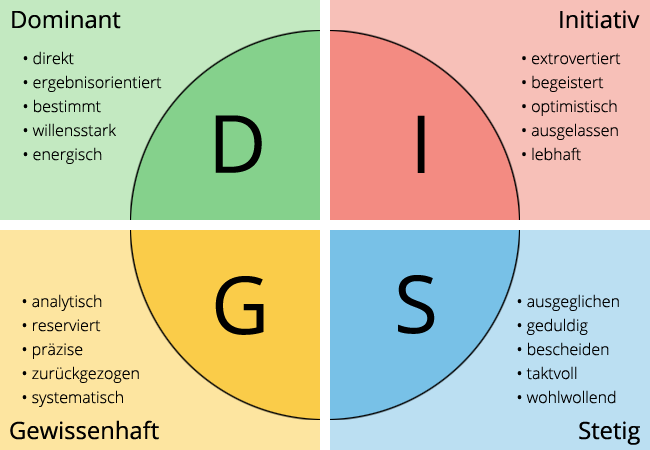 Dominant
• direkt
• ergebnisorientiert
• bestimmt
• willensstark
• energisch
D
Initiativ
• extrovertiert
• begeistert
• optimistisch
• ausgelassen
• lebhaft
I
G
• analytisch
• reserviert
• präzise
• zurückgezogen
• systematisch
Gewissenhaft
S
• ausgeglichen
• geduldig
• bescheiden
• taktvoll
• wohlwollend
Stetig